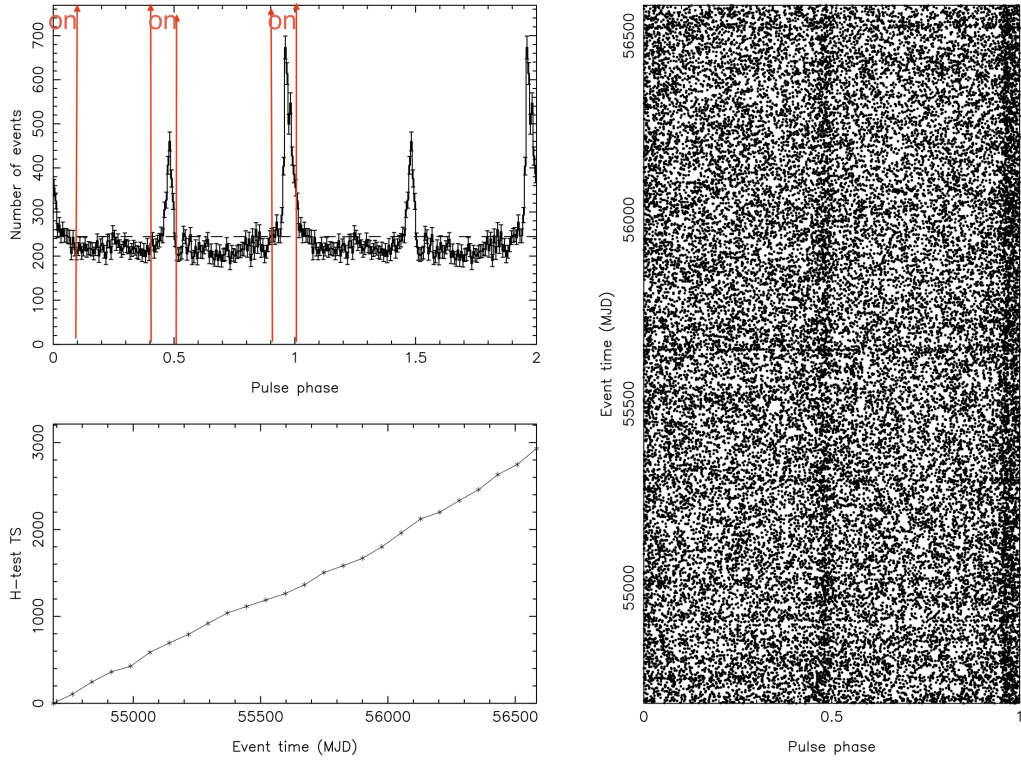 on on on
Number of events
700
600
500
400
300
200
100
0
0 0.5 1 1.5 2
Pulse phase
H-test TS
3000
2000
1000
0
55000 55500 56000 56500
Event time (MJD)
Event time (MJD)
56500
56000
55500
55000
0 0.5 1
Pulse phase